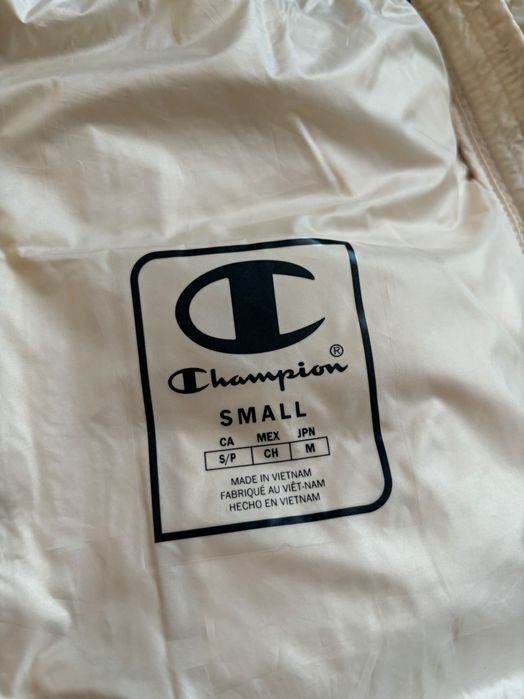 Champion®
SMALL
CA MEX JPN
S/P CH M
MADE IN VIETNAM
FABRIQUÉ AU VIÊT-NAM
HECHO EN VIETNAM